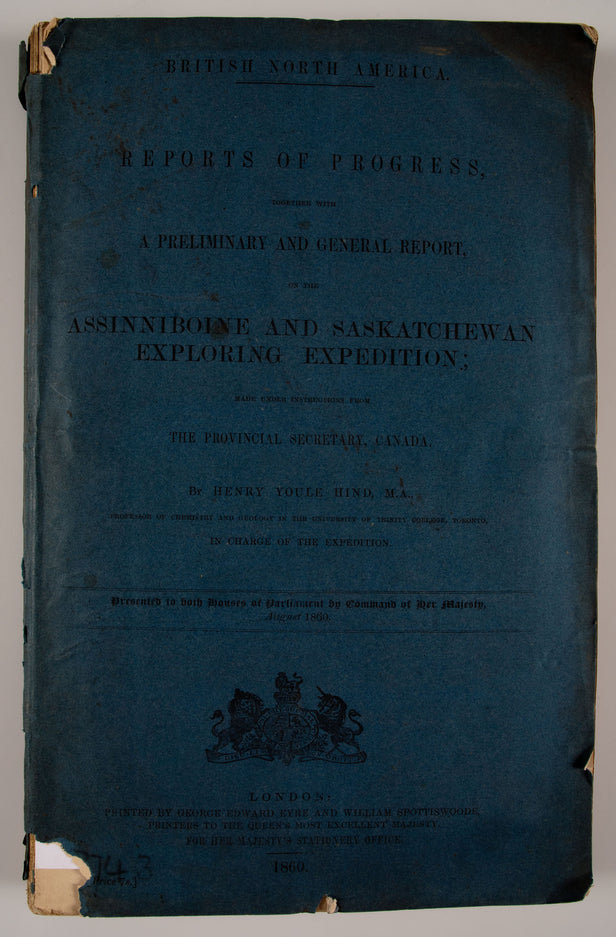 BRITISH NORTH AMERICA.
REPORTS OF PROGRESS,
TOGETHER WITH
A PRELIMINARY AND GENERAL REPORT,
ON THE
ASSINNIBOINE AND SASKATCHEWAN
EXPLORING EXPEDITION;
MADE UNDER INSTRUCTIONS FROM
THE PROVINCIAL SECRETARY, CANADA.
By HENRY YOULE HIND, M.A.,
PROFESSOR OF CHEMISTRY AND GEOLOGY IN THE UNIVERSITY OF TRINITY COLLEGE, TORONTO,
IN CHARGE OF THE EXPEDITION.
Presented to both Houses of Parliament by Command of Her Majesty,
August 1860.
LONDON:
PRINTED BY GEORGE EDWARD EYRE AND WILLIAM SPOTTISWOODE,
PRINTERS TO THE QUEEN'S MOST EXCELLENT MAJESTY.
FOR HER MAJESTY'S STATIONERY OFFICE.
1860.